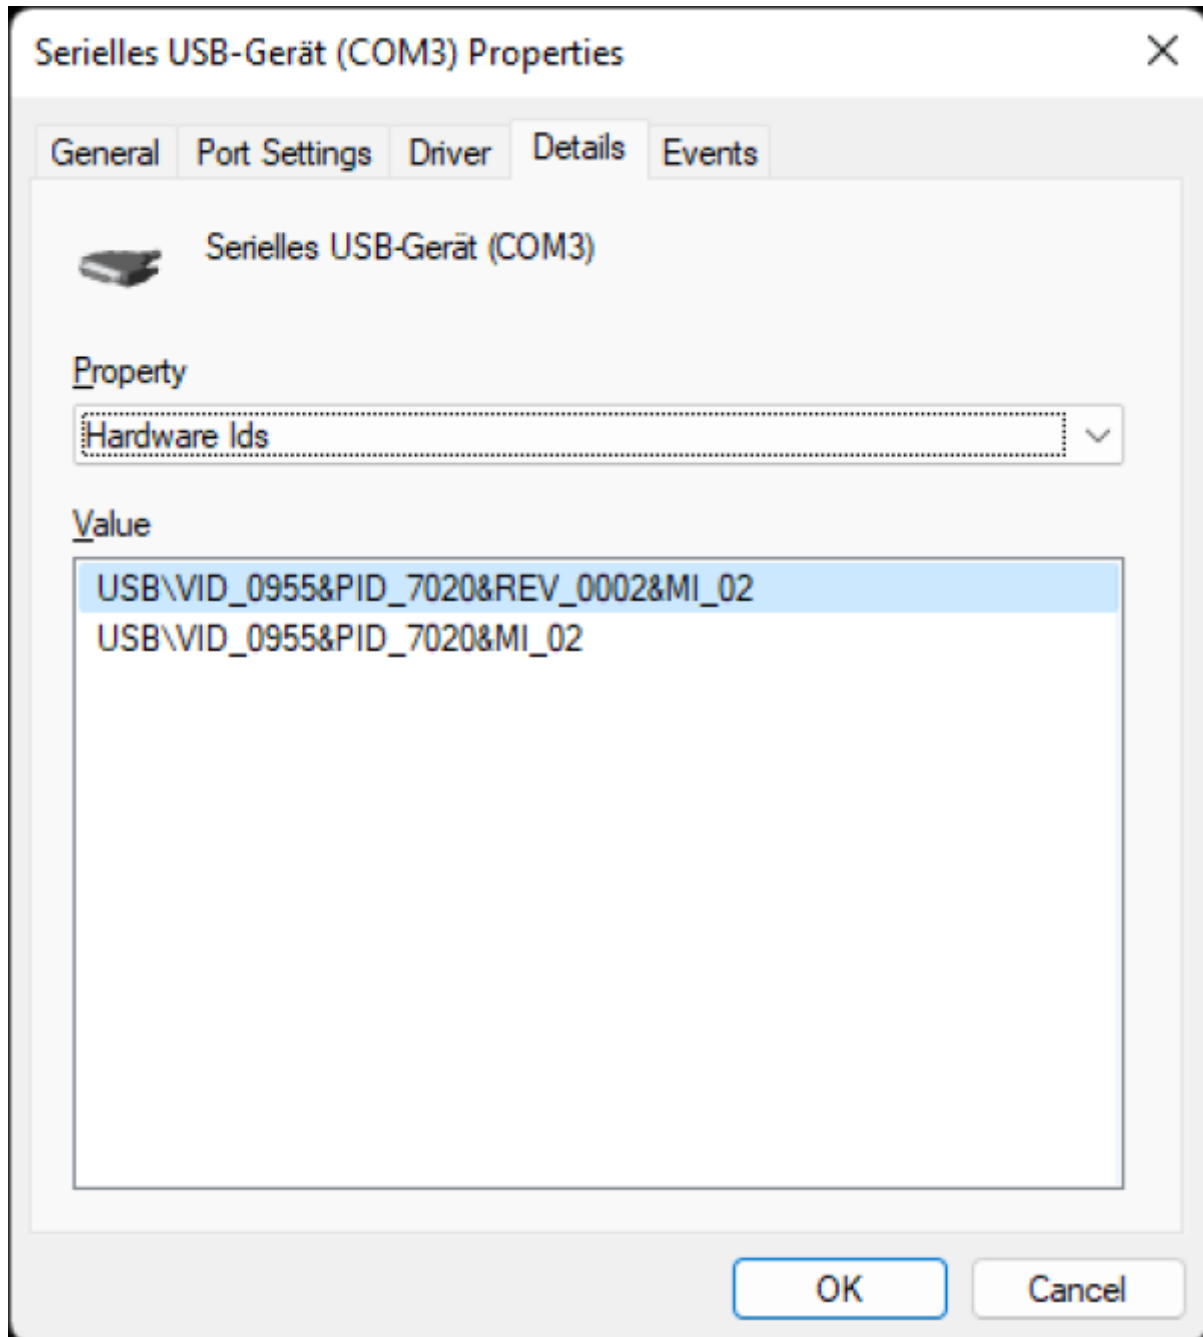 Serielles USB-Gerät (COM3) Properties
General Port Settings Driver Details Events
Serielles USB-Gerät (COM3)
Property
Hardware Ids
Value
USB\VID_0955&PID_7020&REV_0002&MI_02
USB\VID_0955&PID_7020&MI_02
OK Cancel